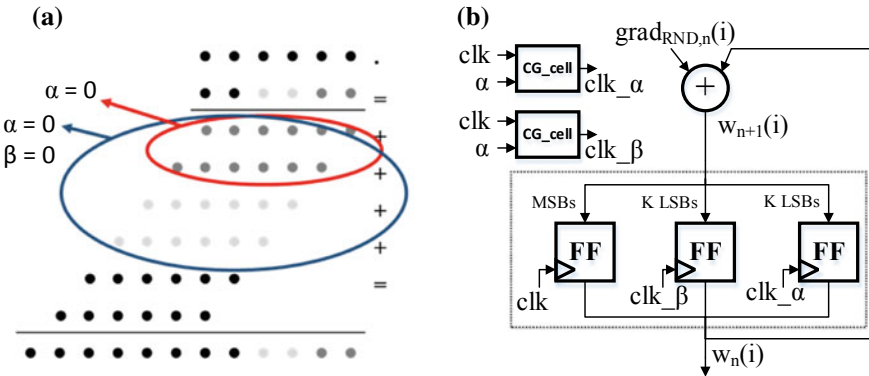 (a)
.
=
α = 0
+
α = 0
β = 0
+
+
+
=
(b)
clk
α
CG_cell
clk_α
clk
α
CG_cell
clk_β
grad_RND,n(i)
+
w_n+1(i)
MSBs
K LSBs
K LSBs
FF
FF
FF
clk
clk_β
clk_α
w_n(i)